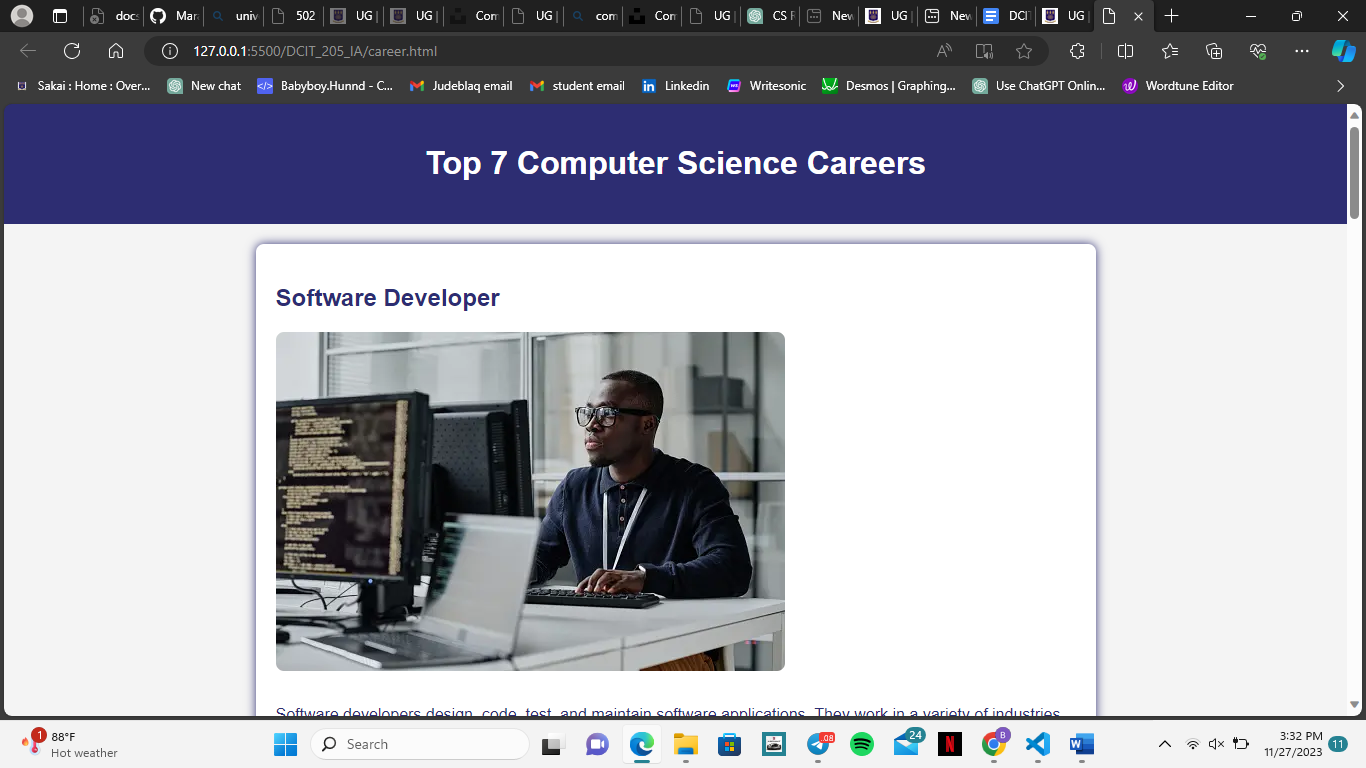 docs
Mar
univ
502
UG |
UG |
Com
UG |
com
Com
UG |
CS R
New
UG |
New
DCIT
UG |
127.0.0.1:5500/DCIT_205_IA/career.html
Sakai : Home : Over...
New chat
Babyboy.Hunnd - C...
Judeblaq email
student email
Linkedin
Writesonic
Desmos | Graphing...
Use ChatGPT Onlin...
Wordtune Editor
Top 7 Computer Science Careers
Software Developer
Software developers design, code, test, and maintain software applications. They work in a variety of industries,
1
88°F
Hot weather
Search
.08
24
B
3:32 PM
11/27/2023
11